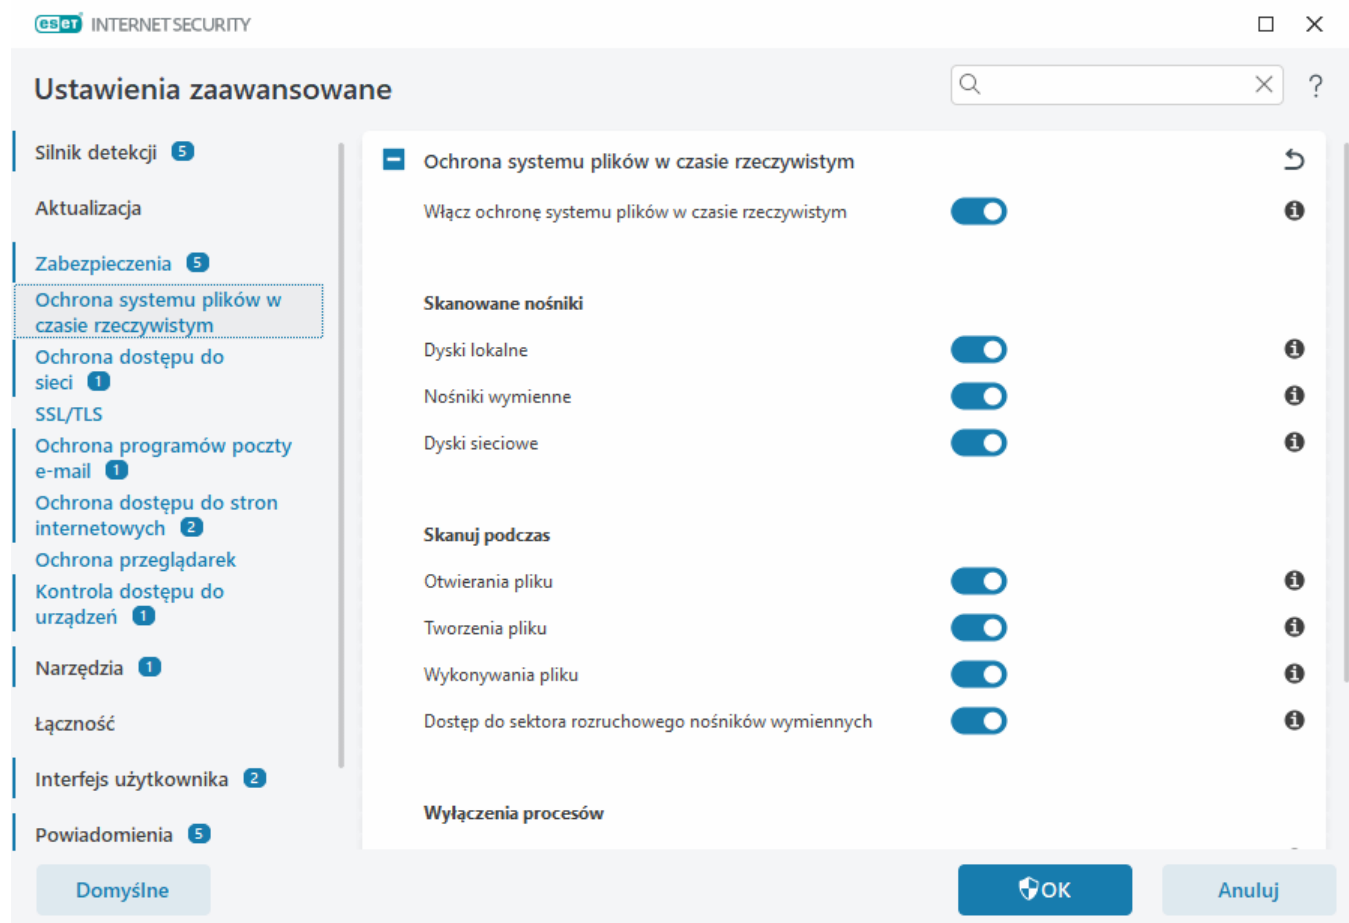 eseT INTERNET SECURITY
Ustawienia zaawansowane
?
Silnik detekcji 5
Aktualizacja
Zabezpieczenia 5
Ochrona systemu plików w
czasie rzeczywistym
Ochrona dostępu do
sieci 1
SSL/TLS
Ochrona programów poczty
e-mail 1
Ochrona dostępu do stron
internetowych 2
Ochrona przeglądarek
Kontrola dostępu do
urządzeń 1
Narzędzia 1
Łączność
Interfejs użytkownika 2
Powiadomienia 5
Ochrona systemu plików w czasie rzeczywistym
Włącz ochronę systemu plików w czasie rzeczywistym
Skanowane nośniki
Dyski lokalne
Nośniki wymienne
Dyski sieciowe
Skanuj podczas
Otwierania pliku
Tworzenia pliku
Wykonywania pliku
Dostęp do sektora rozruchowego nośników wymiennych
Wyłączenia procesów
Domyślne
OK
Anuluj